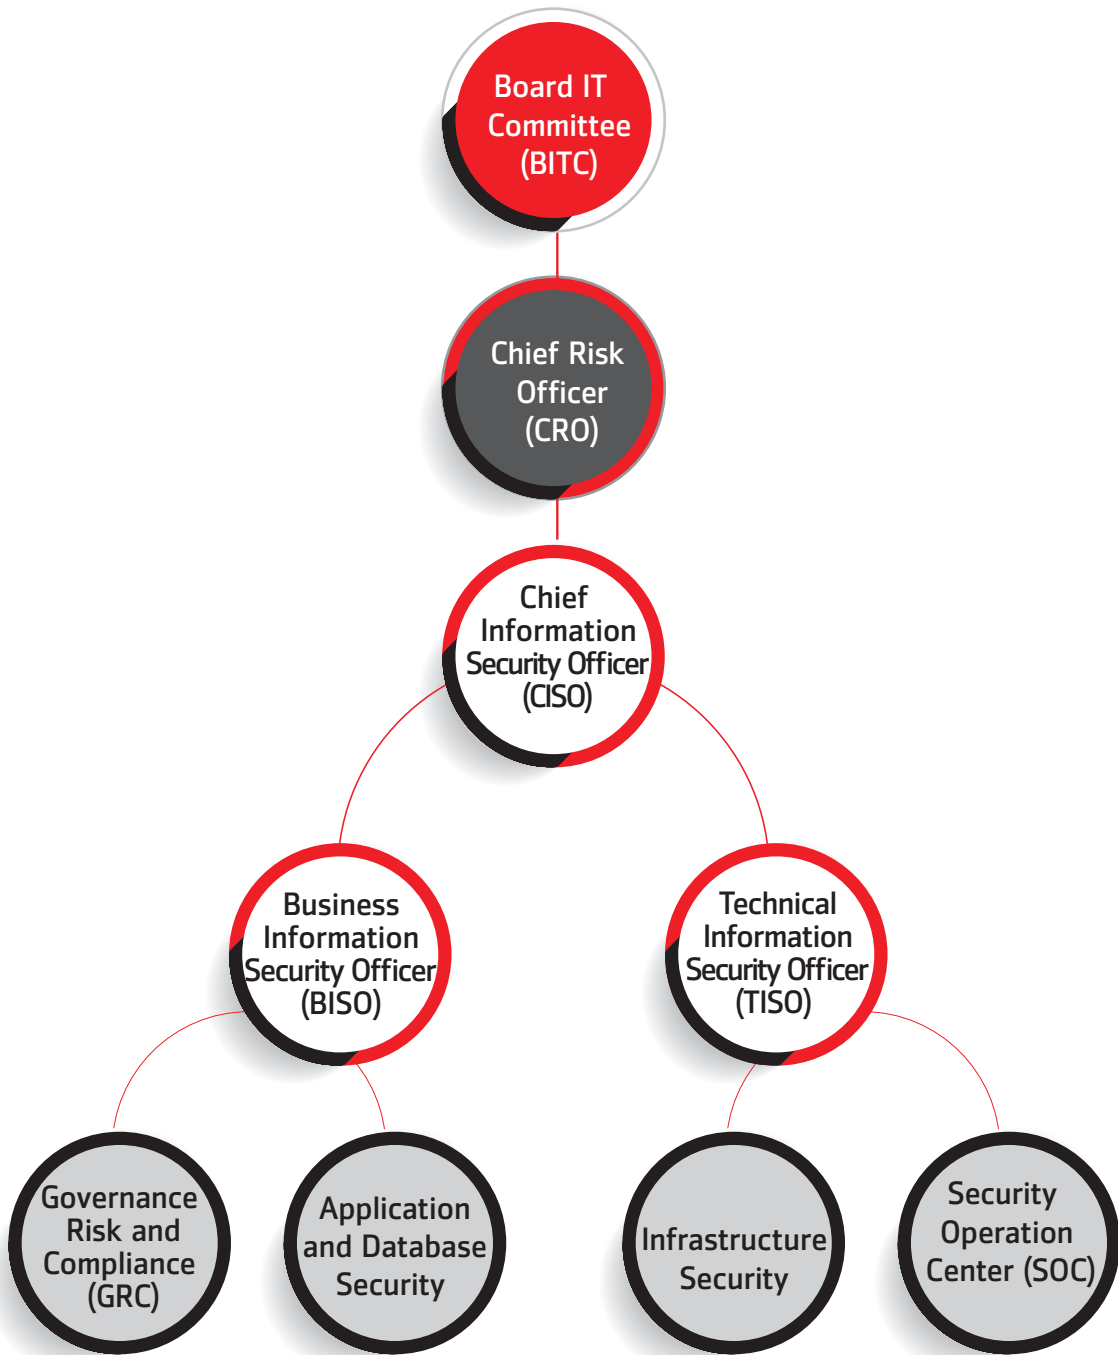 Board IT
Committee
(BITC)
Chief Risk
Officer
(CRO)
Chief
Information
Security Officer
(CISO)
Business
Information
Security Officer
(BISO)
Technical
Information
Security Officer
(TISO)
Governance
Risk and
Compliance
(GRC)
Application
and Database
Security
Infrastructure
Security
Security
Operation
Center (SOC)